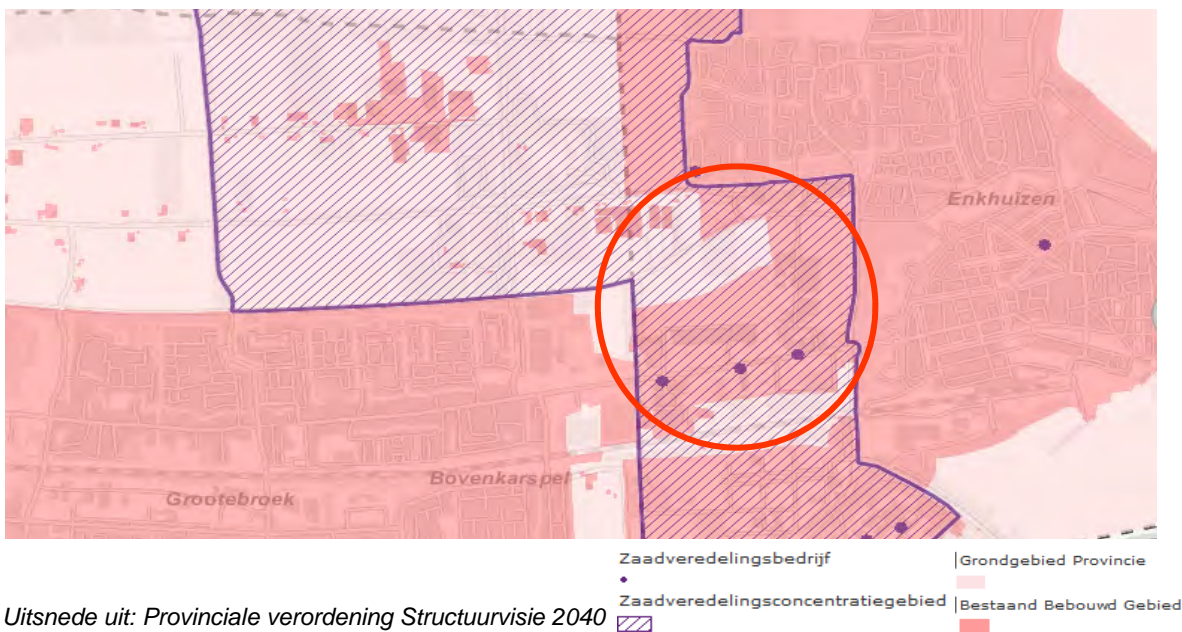 Enkhuizen
Bovenkarspel
Grootebroek
Zaadveredelingsbedrijf
Grondgebied Provincie
Zaadveredelingsconcentratiegebied
Bestaand Bebouwd Gebied
Uitsnede uit: Provinciale verordening Structuurvisie 2040